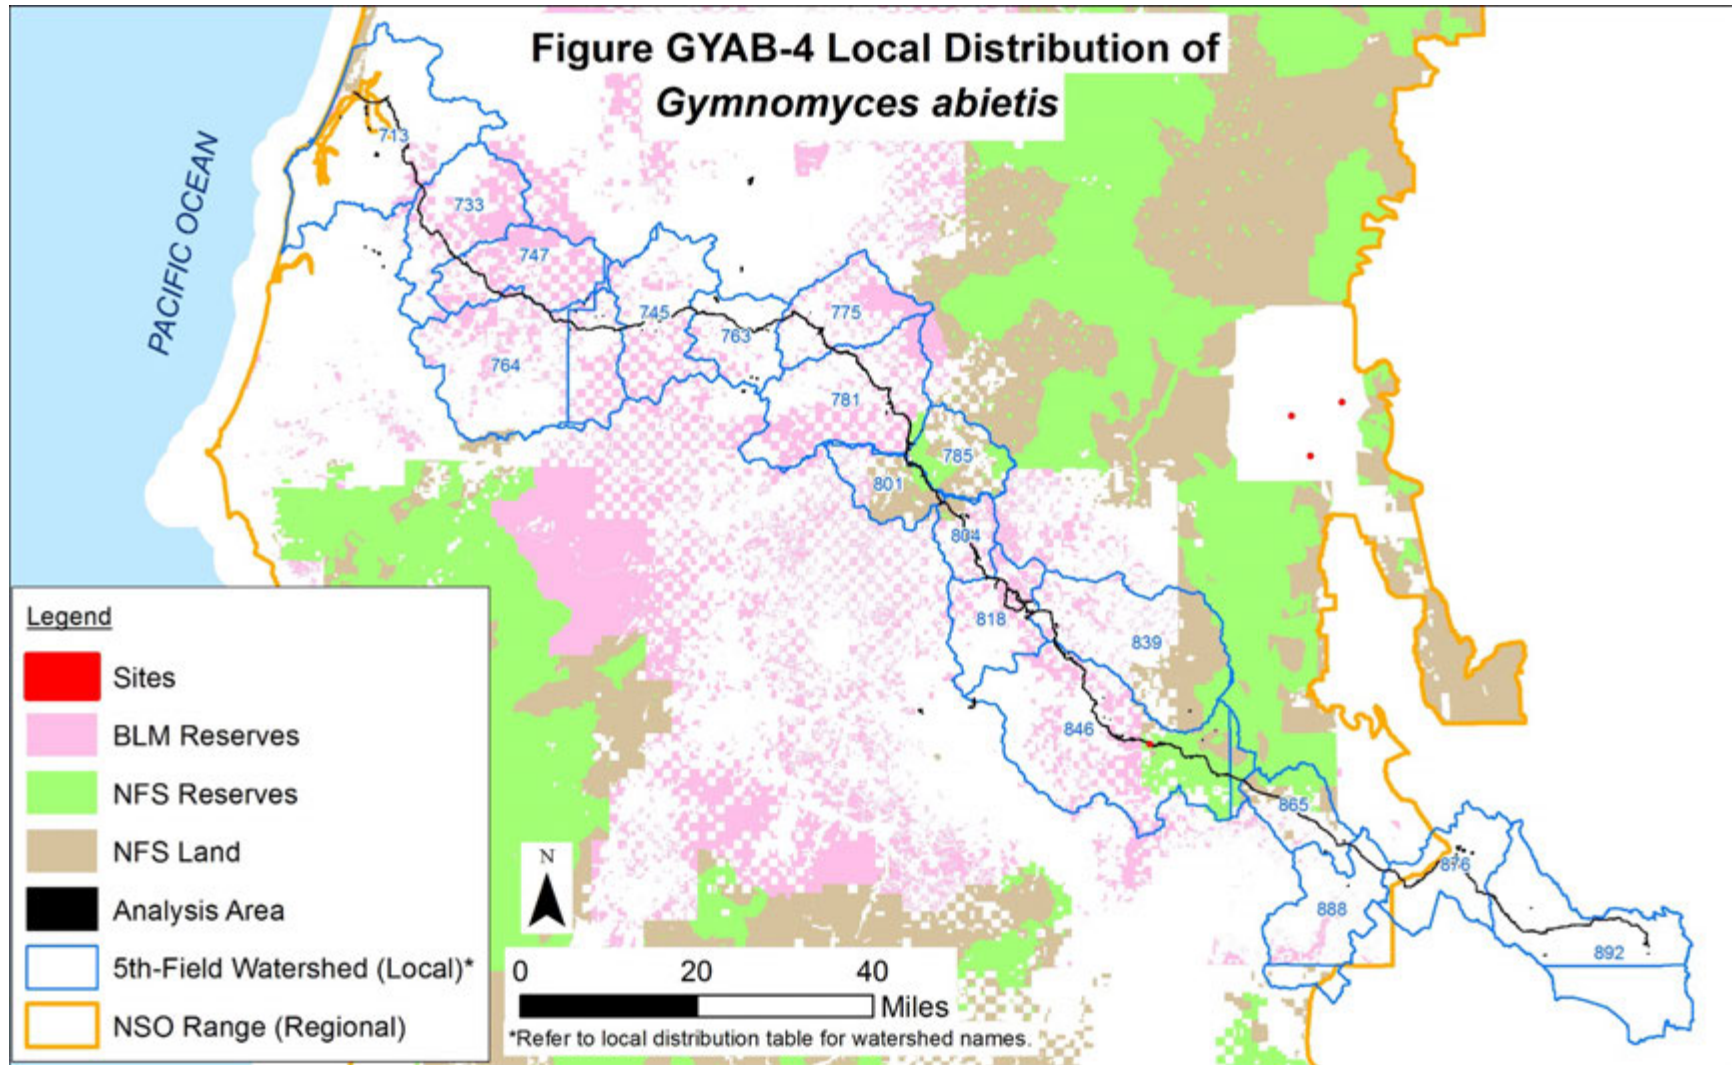 Figure GYAB-4 Local Distribution of
Gymnomyces abietis
PACIFIC OCEAN
713
733
747
745
764
763
775
781
785
801
804
818
839
846
865
876
888
892
Legend
Sites
BLM Reserves
NFS Reserves
NFS Land
Analysis Area
5th-Field Watershed (Local)*
NSO Range (Regional)
N
0 20 40
Miles
*Refer to local distribution table for watershed names.